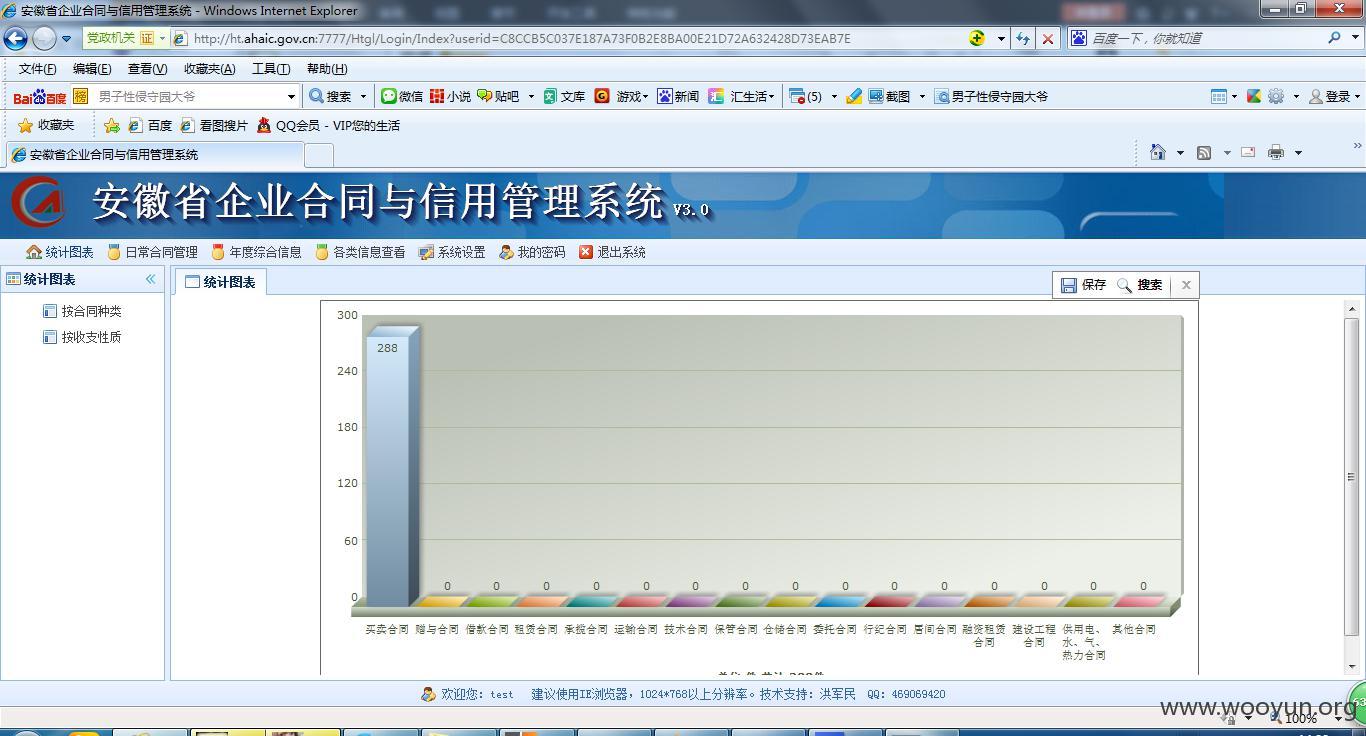 安徽省企业合同与信用管理系统 - Windows Internet Explorer
党政机关 证 http://ht.ahaic.gov.cn:7777/Htgl/Login/Index?userid=C8CCB5C037E187A73F0B2E8BA00E21D72A632428D73EAB7E 百度一下，你就知道
文件(F) 编辑(E) 查看(V) 收藏夹(A) 工具(T) 帮助(H)
Bai百度 榜 男子性侵守园大爷 搜索 微信 小说 贴吧 文库 游戏 新闻 汇生活 (5) 截图 男子性侵守园大爷 登录
收藏夹 百度 看图搜片 QQ会员 - VIP您的生活
安徽省企业合同与信用管理系统
安徽省企业合同与信用管理系统 V3.0
统计图表 日常合同管理 年度综合信息 各类信息查看 系统设置 我的密码 退出系统
统计图表
按合同种类
按收支性质
统计图表
保存 搜索
300
240
180
120
60
0
288
0 0 0 0 0 0 0 0 0 0 0 0 0 0 0
买卖合同 赠与合同 借款合同 租赁合同 承揽合同 运输合同 技术合同 保管合同 仓储合同 委托合同 行纪合同 居间合同 融资租赁合同 建设工程合同 供用电、水、气、热力合同 其他合同
欢迎您：test 建议使用IE浏览器，1024*768以上分辨率。技术支持：洪军民 QQ：469069420
www.wooyun.org
100%